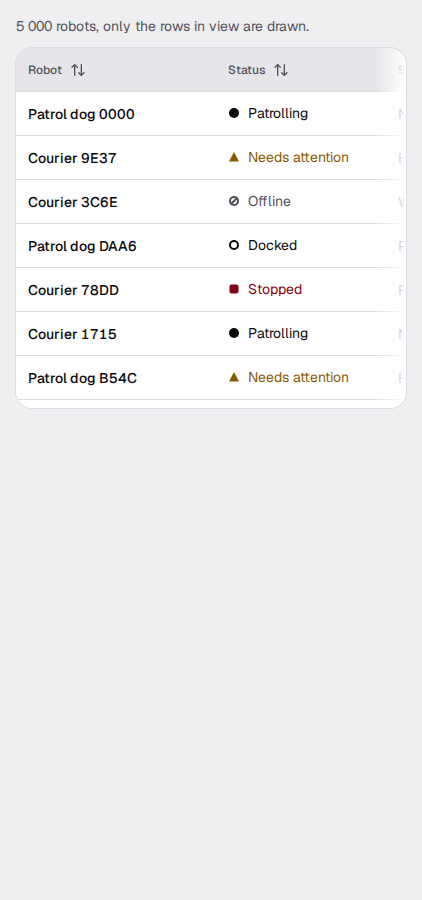 5 000 robots, only the rows in view are drawn.
Robot Status
Patrol dog 0000 Patrolling
Courier 9E37 Needs attention
Courier 3C6E Offline
Patrol dog DAA6 Docked
Courier 78DD Stopped
Courier 1715 Patrolling
Patrol dog B54C Needs attention